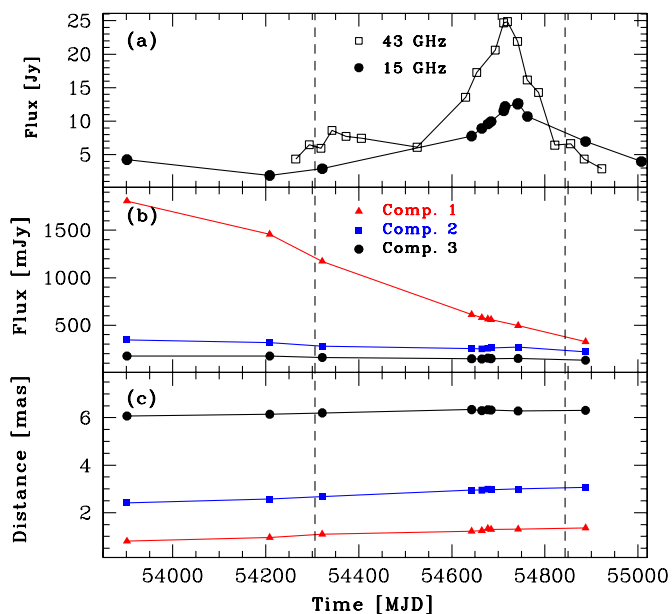 (a)
43 GHz
15 GHz
Flux [Jy]
25
20
15
10
5
(b)
Comp. 1
Comp. 2
Comp. 3
Flux [mJy]
1500
1000
500
(c)
Distance [mas]
6
4
2
54000 54200 54400 54600 54800 55000
Time [MJD]